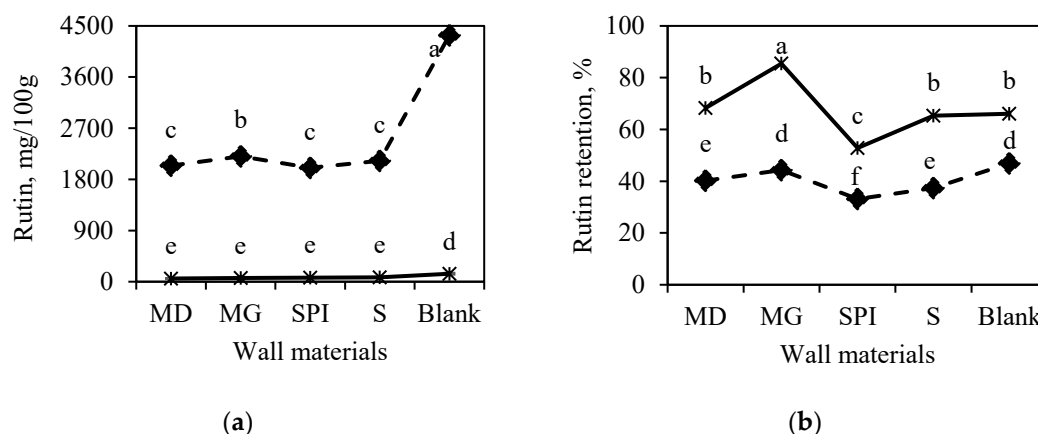 4500
3600
2700
1800
900
0
Rutin, mg/100g
c
b
c
c
a
e
e
e
e
d
MD
MG
SPI
S
Blank
Wall materials
(a)
100
80
60
40
20
0
Rutin retention, %
b
a
c
b
b
e
d
f
e
d
MD
MG
SPI
S
Blank
Wall materials
(b)